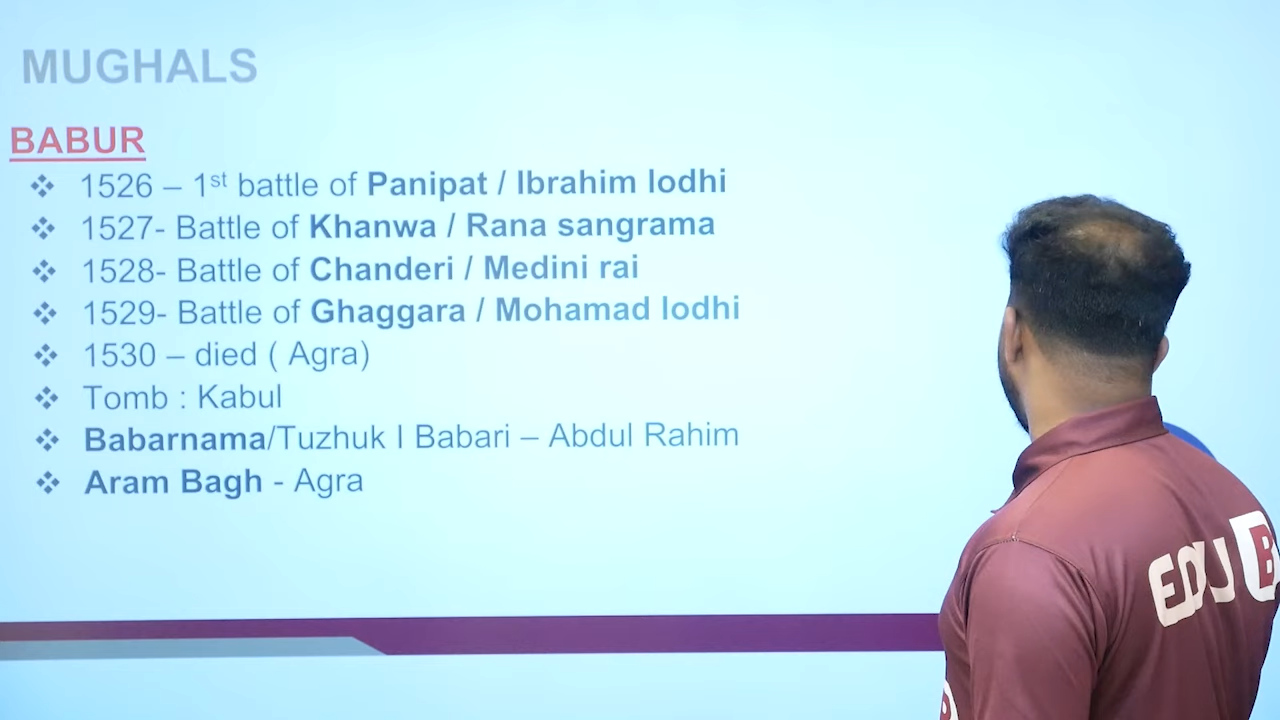 MUGHALS
BABUR
❖ 1526 – 1st battle of Panipat / Ibrahim lodhi
❖ 1527- Battle of Khanwa / Rana sangrama
❖ 1528- Battle of Chanderi / Medini rai
❖ 1529- Battle of Ghaggara / Mohamad lodhi
❖ 1530 – died ( Agra)
❖ Tomb : Kabul
❖ Babarnama/Tuzhuk I Babari – Abdul Rahim
❖ Aram Bagh - Agra
EDU B